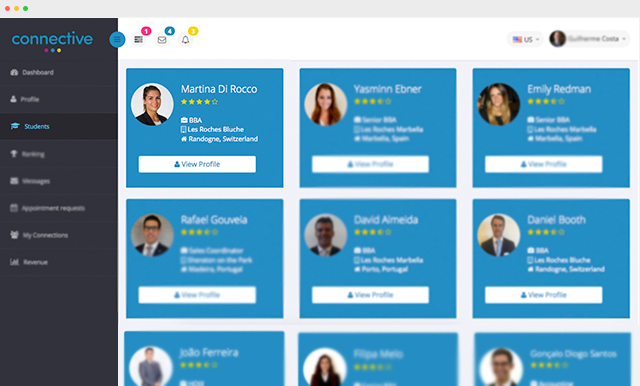 connective
1
4
3
US
Guilherme Costa
Dashboard
Profile
Students
Ranking
Messages
Appointment requests
My Connections
Revenue
Martina Di Rocco
BBA
Les Roches Bluche
Randogne, Switzerland
View Profile
Yasminn Ebner
Senior BBA
Les Roches Marbella
Marbella, Spain
View Profile
Emily Redman
Senior BBA
Les Roches Marbella
Marbella, Spain
View Profile
Rafael Gouveia
Sales Coordinator
Sheraton on the Park
Madeira, Portugal
View Profile
David Almeida
BBA
Les Roches Marbella
Porto, Portugal
View Profile
Daniel Booth
BBA
Les Roches Bluche
Randogne, Switzerland
View Profile
João Ferreira
Filipa Melo
Gonçalo Diogo Santos